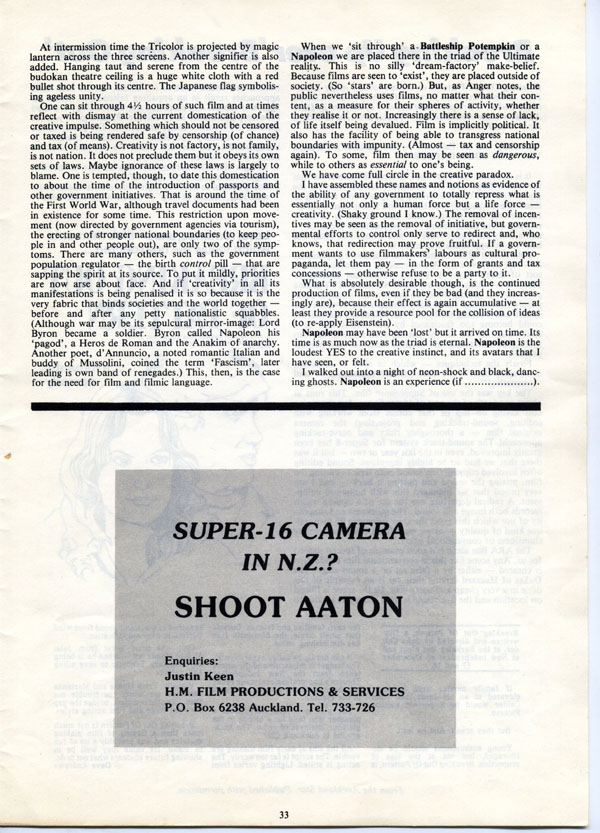 At intermission time the Tricolor is projected by magic
lantern across the three screens. Another signifier is also
added. Hanging taut and serene from the centre of the
budokan theatre ceiling is a huge white cloth with a red
bullet shot through its centre. The Japanese flag symbolis-
ing ageless unity.
One can sit through 4½ hours of such film and at times
reflect with dismay at the current domestication of the
creative impulse. Something which should not be censored
or taxed is being rendered safe by censorship (of chance)
and tax (of means). Creativity is not factory, is not family,
is not nation. It does not preclude them but it obeys its own
sets of laws. Maybe ignorance of these laws is largely to
blame. One is tempted, though, to date this domestication
to about the time of the introduction of passports and
other government initiatives. That is around the time of
the First World War, although travel documents had been
in existence for some time. This restriction upon move-
ment (now directed by government agencies via tourism),
the erecting of stronger national boundaries (to keep peo-
ple in and other people out), are only two of the symp-
toms. There are many others, such as the government
population regulator — the birth control pill — that are
sapping the spirit at its source. To put it mildly, priorities
are now arse about face. And if 'creativity' in all its
manifestations is being penalised it is so because it is the
very fabric that binds societies and the world together —
before and after any petty nationalistic squabbles.
(Although war may be its sepulcural mirror-image: Lord
Byron became a soldier. Byron called Napoleon his
'pagod', a Heros de Roman and the Anakim of anarchy.
Another poet, d'Annuncio, a noted romantic Italian and
buddy of Mussolini, coined the term 'Fascism', later
leading is own band of renegades.) This, then, is the case
for the need for film and filmic language.
When we 'sit through' a Battleship Potempkin or a
Napoleon we are placed there in the triad of the Ultimate
reality. This is no silly 'dream-factory' make-belief.
Because films are seen to 'exist', they are placed outside of
society. (So 'stars' are born.) But, as Anger notes, the
public nevertheless uses films, no matter what their con-
tent, as a measure for their spheres of activity, whether
they realise it or not. Increasingly there is a sense of lack,
of life itself being devalued. Film is implicitly political. It
also has the facility of being able to transgress national
boundaries with impunity. (Almost — tax and censorship
again). To some, film then may be seen as dangerous,
while to others as essential to one's being.
We have come full circle in the creative paradox.
I have assembled these names and notions as evidence of
the ability of any government to totally repress what is
essentially not only a human force but a life force —
creativity. (Shaky ground I know.) The removal of incen-
tives may be seen as the removal of initiative, but govern-
mental efforts to control only serve to redirect and, who
knows, that redirection may prove fruitful. If a govern-
ment wants to use filmmakers' labours as cultural pro-
paganda, let them pay — in the form of grants and tax
concessions — otherwise refuse to be a party to it.
What is absolutely desirable though, is the continued
production of films, even if they be bad (and they increas-
ingly are), because their effect is again accumulative — at
least they provide a resource pool for the collision of ideas
(to re-apply Eisenstein).
Napoleon may have been 'lost' but it arrived on time. Its
time is as much now as the triad is eternal. Napoleon is the
loudest YES to the creative instinct, and its avatars that I
have seen, or felt.
I walked out into a night of neon-shock and black, danc-
ing ghosts. Napoleon is an experience (if ....................).
SUPER-16 CAMERA
IN N.Z.?
SHOOT AATON
Enquiries:
Justin Keen
H.M. FILM PRODUCTIONS & SERVICES
P.O. Box 6238 Auckland. Tel. 733-726
33